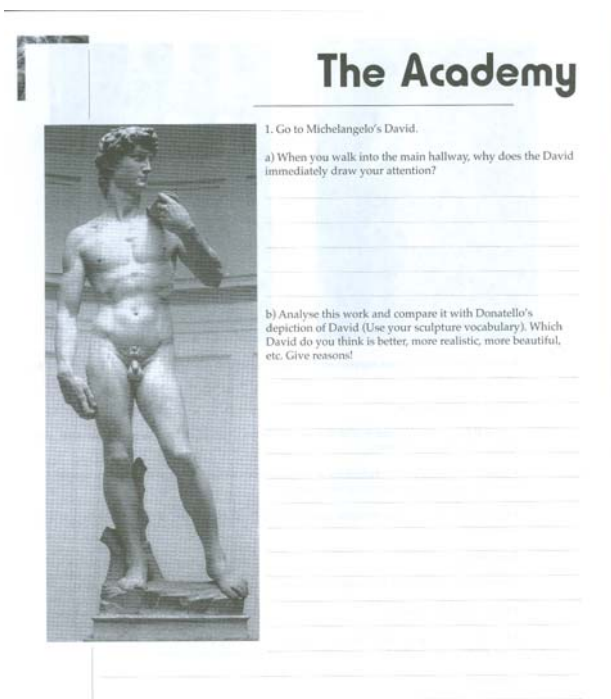 The Academy
1. Go to Michelangelo's David.
a) When you walk into the main hallway, why does the David
immediately draw your attention?
b) Analyse this work and compare it with Donatello's
depiction of David (Use your sculpture vocabulary). Which
David do you think is better, more realistic, more beautiful,
etc. Give reasons!